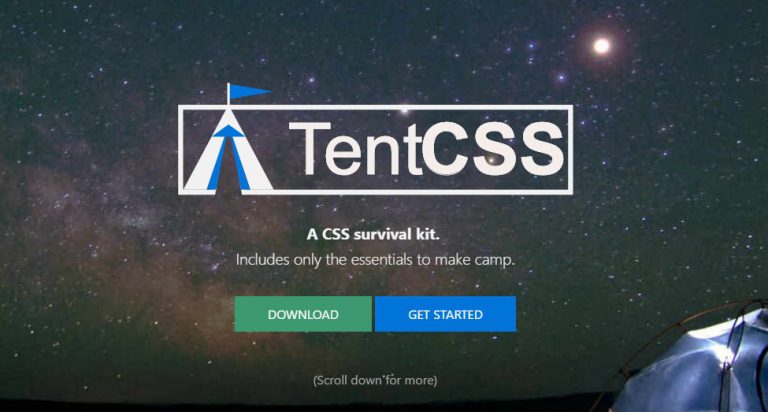 TentCSS
A CSS survival kit.
Includes only the essentials to make camp.
DOWNLOAD
GET STARTED
(Scroll down for more)